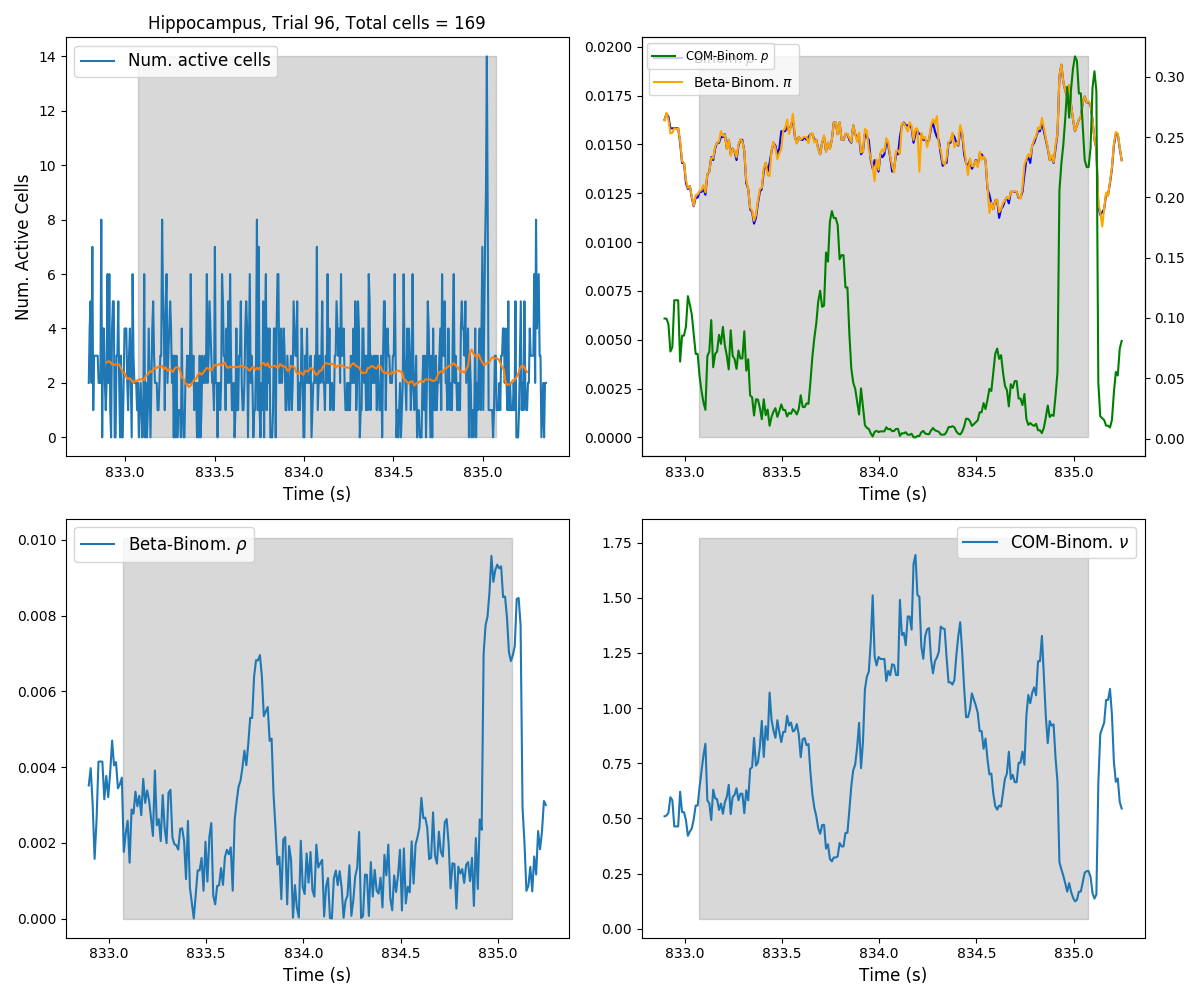 Hippocampus, Trial 96, Total cells = 169
Num. active cells
Num. Active Cells
14
12
10
8
6
4
2
0
833.0 833.5 834.0 834.5 835.0
Time (s)
COM-Binom. p
Beta-Binom. π
0.0200
0.0175
0.0150
0.0125
0.0100
0.0075
0.0050
0.0025
0.0000
0.30
0.25
0.20
0.15
0.10
0.05
0.00
833.0 833.5 834.0 834.5 835.0
Time (s)
Beta-Binom. ρ
0.010
0.008
0.006
0.004
0.002
0.000
833.0 833.5 834.0 834.5 835.0
Time (s)
COM-Binom. ν
1.75
1.50
1.25
1.00
0.75
0.50
0.25
0.00
833.0 833.5 834.0 834.5 835.0
Time (s)